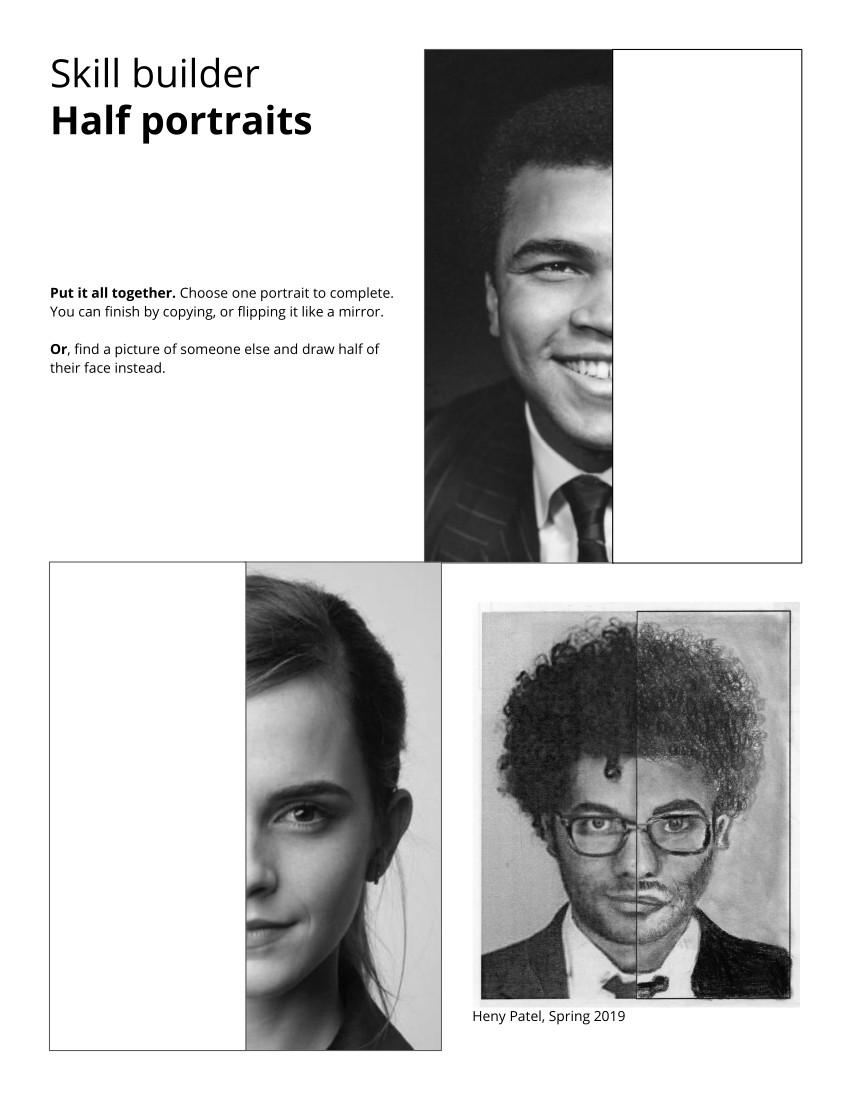 Skill builder
Half portraits
Put it all together. Choose one portrait to complete.
You can finish by copying, or flipping it like a mirror.
Or, find a picture of someone else and draw half of
their face instead.
Heny Patel, Spring 2019